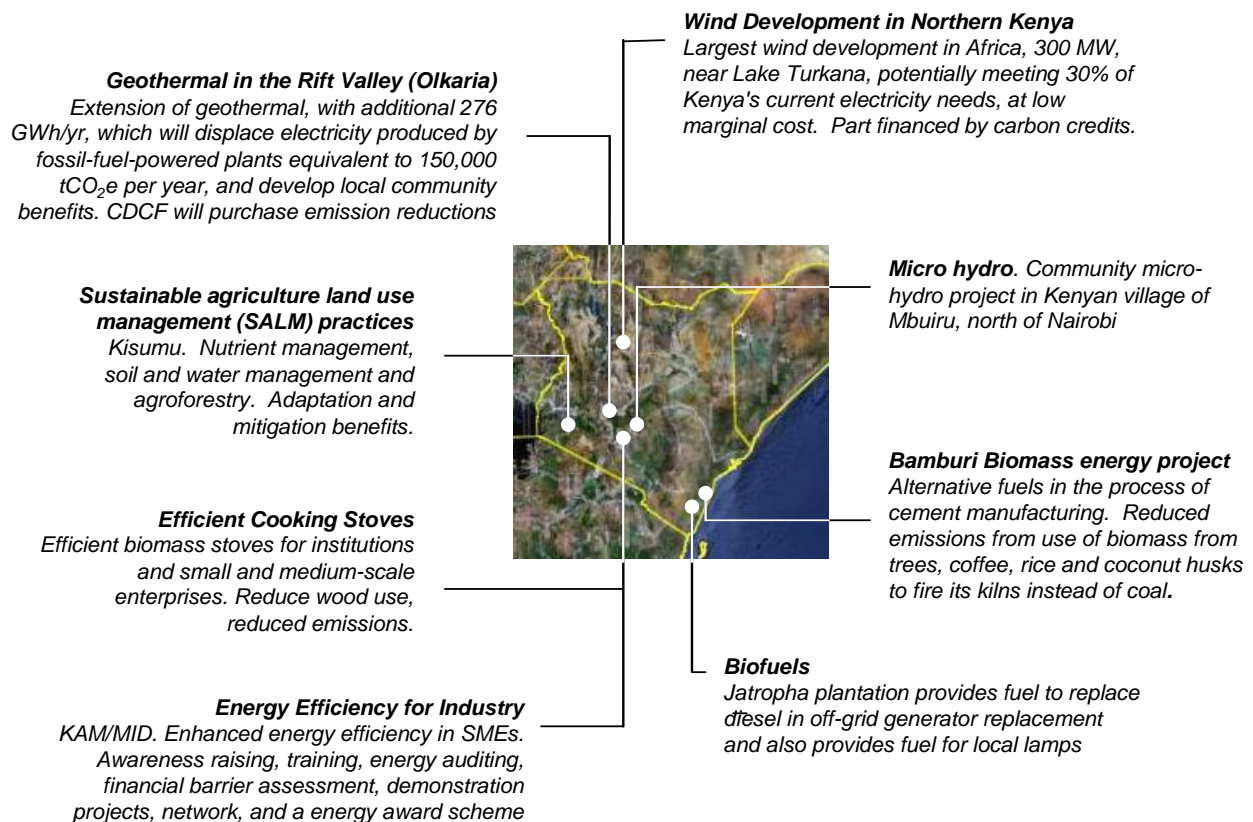 Wind Development in Northern Kenya
Largest wind development in Africa, 300 MW,
near Lake Turkana, potentially meeting 30% of
Kenya's current electricity needs, at low
marginal cost.  Part financed by carbon credits.
Geothermal in the Rift Valley (Olkaria)
Extension of geothermal, with additional 276
GWh/yr, which will displace electricity produced by
fossil-fuel-powered plants equivalent to 150,000
tCO₂e per year, and develop local community
benefits. CDCF will purchase emission reductions
Micro hydro. Community micro-
hydro project in Kenyan village of
Mbuiru, north of Nairobi
Sustainable agriculture land use
management (SALM) practices
Kisumu.  Nutrient management,
soil and water management and
agroforestry.  Adaptation and
mitigation benefits.
Bamburi Biomass energy project
Alternative fuels in the process of
cement manufacturing.  Reduced
emissions from use of biomass from
trees, coffee, rice and coconut husks
to fire its kilns instead of coal.
Efficient Cooking Stoves
Efficient biomass stoves for institutions
and small and medium-scale
enterprises. Reduce wood use,
reduced emissions.
Biofuels
Jatropha plantation provides fuel to replace
diesel in off-grid generator replacement
and also provides fuel for local lamps
Energy Efficiency for Industry
KAM/MID. Enhanced energy efficiency in SMEs.
Awareness raising, training, energy auditing,
financial barrier assessment, demonstration
projects, network, and a energy award scheme